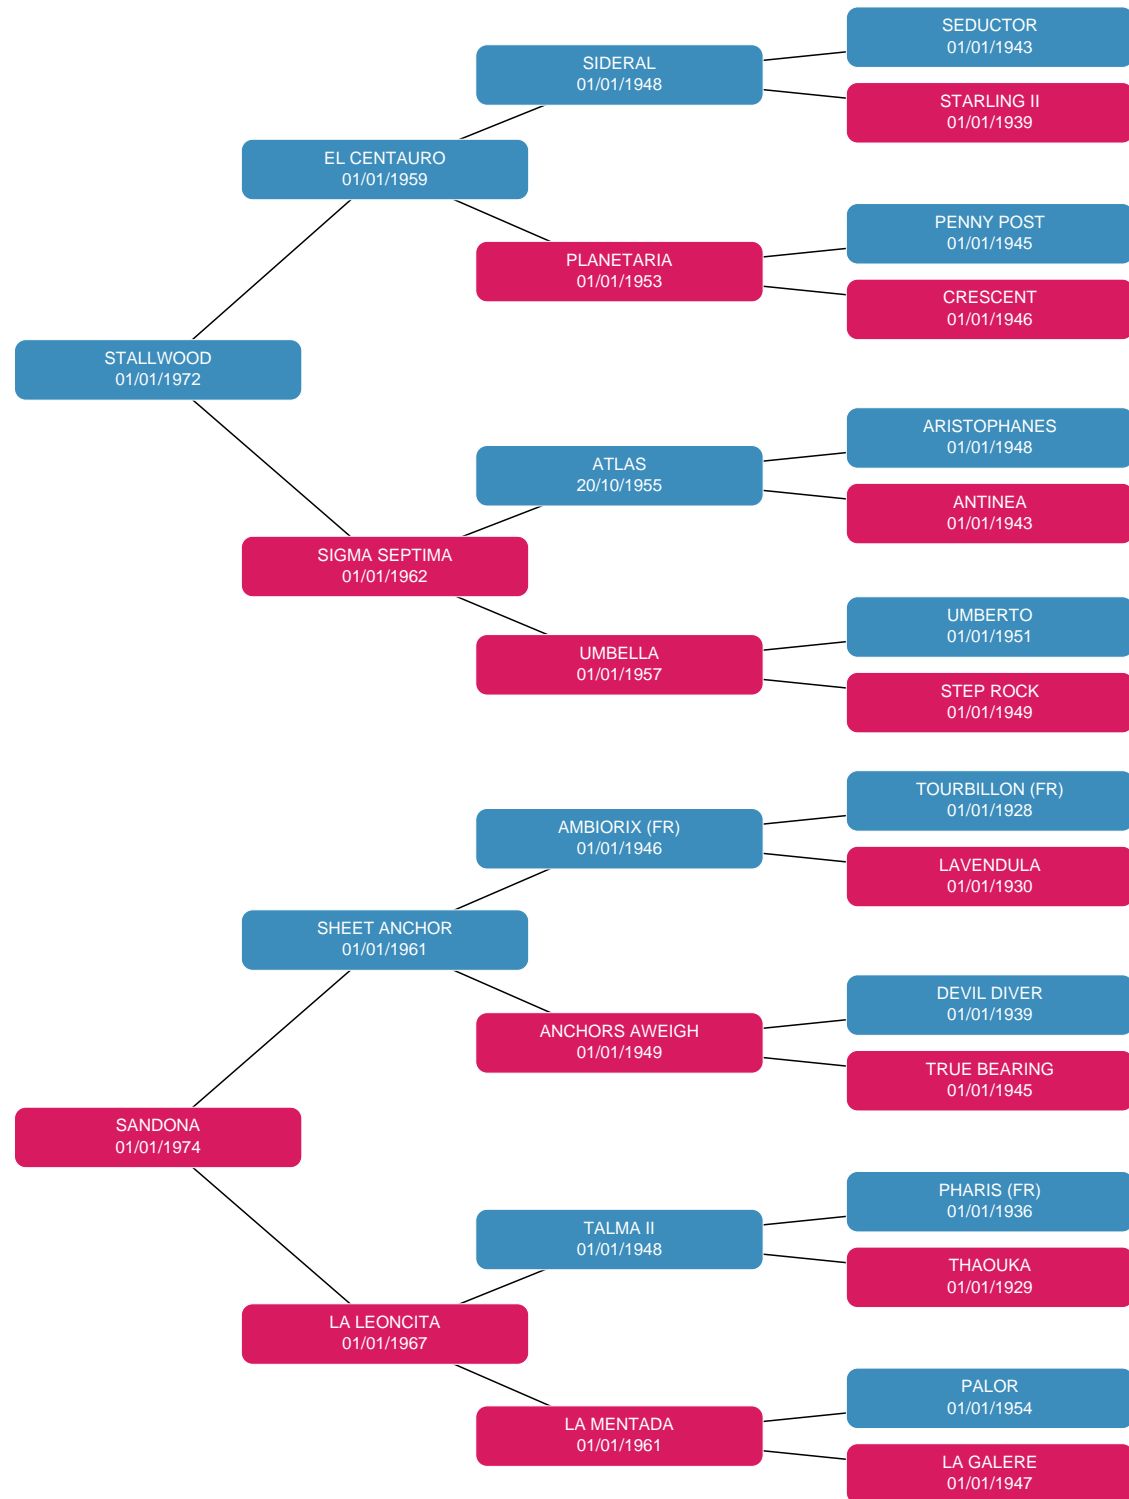 SEDUCTOR
01/01/1943
SIDERAL
01/01/1948
STARLING II
01/01/1939
EL CENTAURO
01/01/1959
PENNY POST
01/01/1945
PLANETARIA
01/01/1953
CRESCENT
01/01/1946
STALLWOOD
01/01/1972
ARISTOPHANES
01/01/1948
ATLAS
20/10/1955
ANTINEA
01/01/1943
SIGMA SEPTIMA
01/01/1962
UMBERTO
01/01/1951
UMBELLA
01/01/1957
STEP ROCK
01/01/1949
TOURBILLON (FR)
01/01/1928
AMBIORIX (FR)
01/01/1946
LAVENDULA
01/01/1930
SHEET ANCHOR
01/01/1961
DEVIL DIVER
01/01/1939
ANCHORS AWEIGH
01/01/1949
TRUE BEARING
01/01/1945
SANDONA
01/01/1974
PHARIS (FR)
01/01/1936
TALMA II
01/01/1948
THAOUKA
01/01/1929
LA LEONCITA
01/01/1967
PALOR
01/01/1954
LA MENTADA
01/01/1961
LA GALERE
01/01/1947